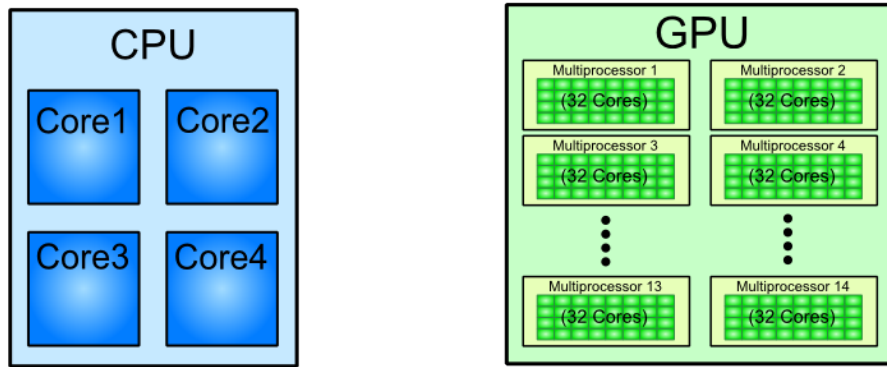 CPU
Core1
Core2
Core3
Core4
GPU
Multiprocessor 1
(32 Cores)
Multiprocessor 2
(32 Cores)
Multiprocessor 3
(32 Cores)
Multiprocessor 4
(32 Cores)
Multiprocessor 13
(32 Cores)
Multiprocessor 14
(32 Cores)